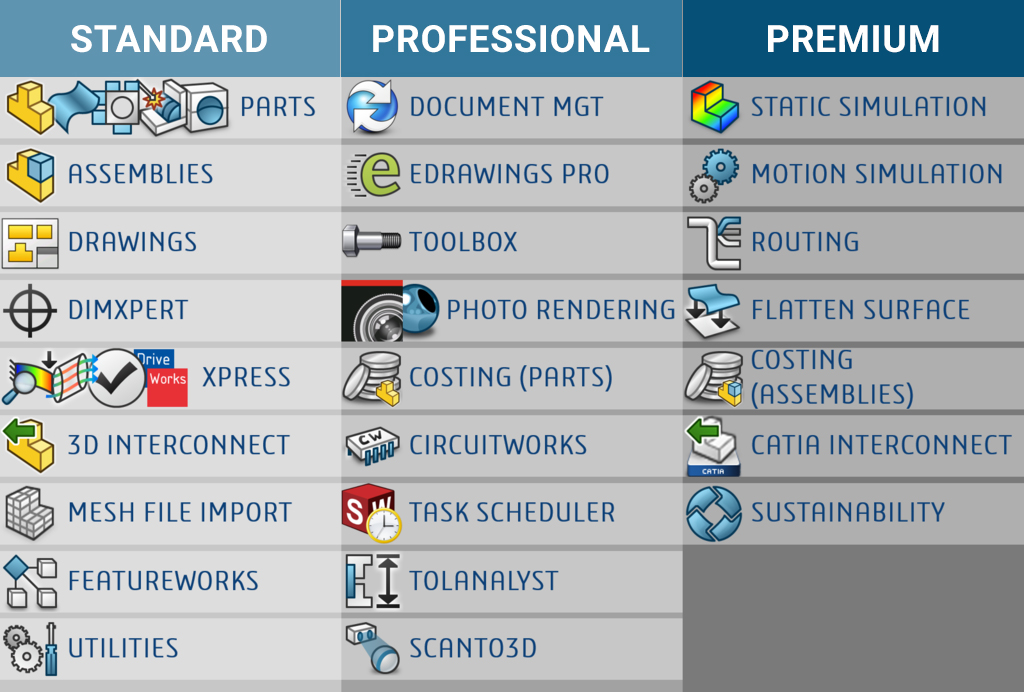 STANDARD
PROFESSIONAL
PREMIUM
PARTS
DOCUMENT MGT
STATIC SIMULATION
ASSEMBLIES
EDRAWINGS PRO
MOTION SIMULATION
DRAWINGS
TOOLBOX
ROUTING
DIMXPERT
PHOTO RENDERING
FLATTEN SURFACE
Drive
Works
XPRESS
COSTING (PARTS)
COSTING
(ASSEMBLIES)
3D INTERCONNECT
CW
CIRCUITWORKS
CATIA
CATIA INTERCONNECT
MESH FILE IMPORT
SW
TASK SCHEDULER
SUSTAINABILITY
FEATUREWORKS
TOLANALYST
UTILITIES
SCANTO3D